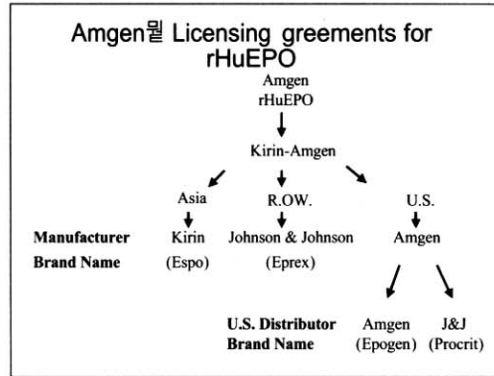 Amgen뭩 Licensing greements for
rHuEPO
Amgen
rHuEPO
Kirin-Amgen
Asia R.OW. U.S.
Manufacturer Kirin Johnson & Johnson Amgen
Brand Name (Espo) (Eprex)
U.S. Distributor Amgen J&J
Brand Name (Epogen) (Procrit)